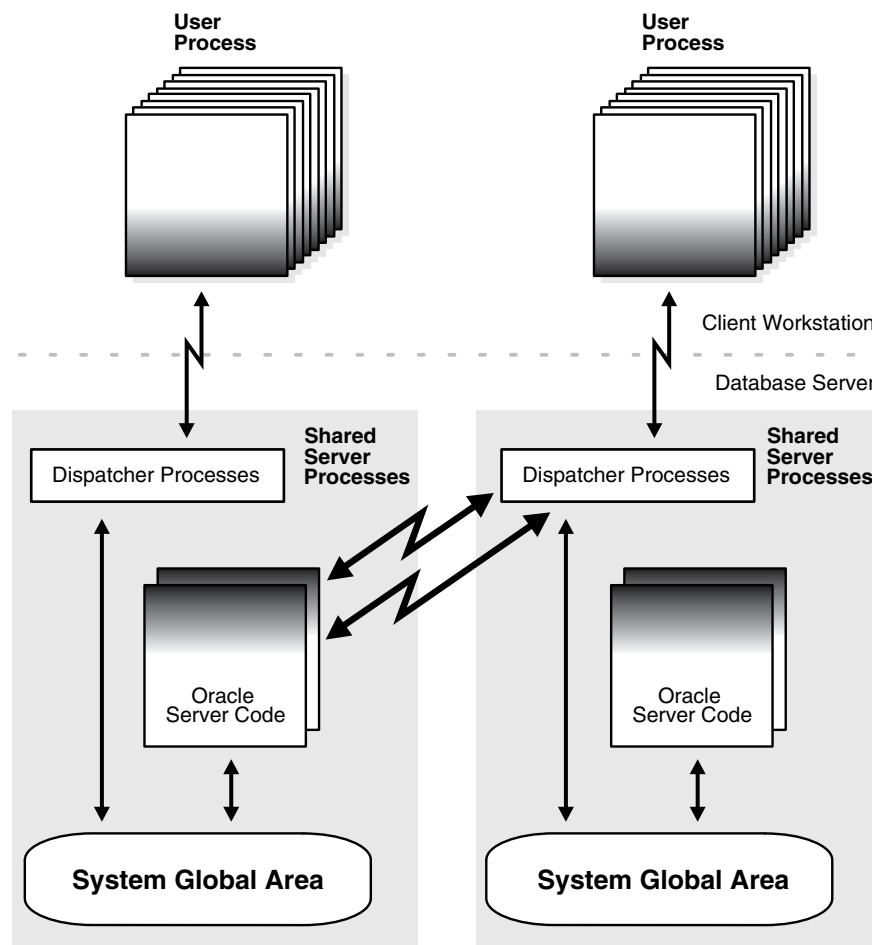 User
Process
User
Process
Client Workstation
Database Server
Shared
Server
Processes
Dispatcher Processes
Shared
Server
Processes
Dispatcher Processes
Oracle
Server Code
Oracle
Server Code
System Global Area
System Global Area